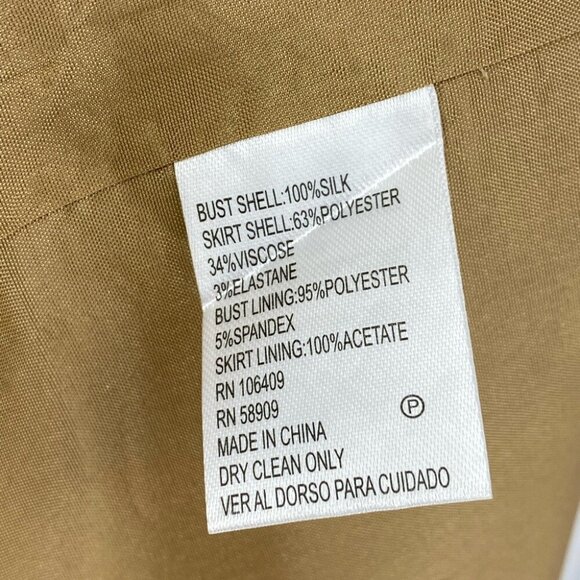 BUST SHELL:100%SILK
SKIRT SHELL:63%POLYESTER
34%VISCOSE
3%ELASTANE
BUST LINING:95%POLYESTER
5%SPANDEX
SKIRT LINING:100%ACETATE
RN 106409
RN 58909
P
MADE IN CHINA
DRY CLEAN ONLY
VER AL DORSO PARA CUIDADO